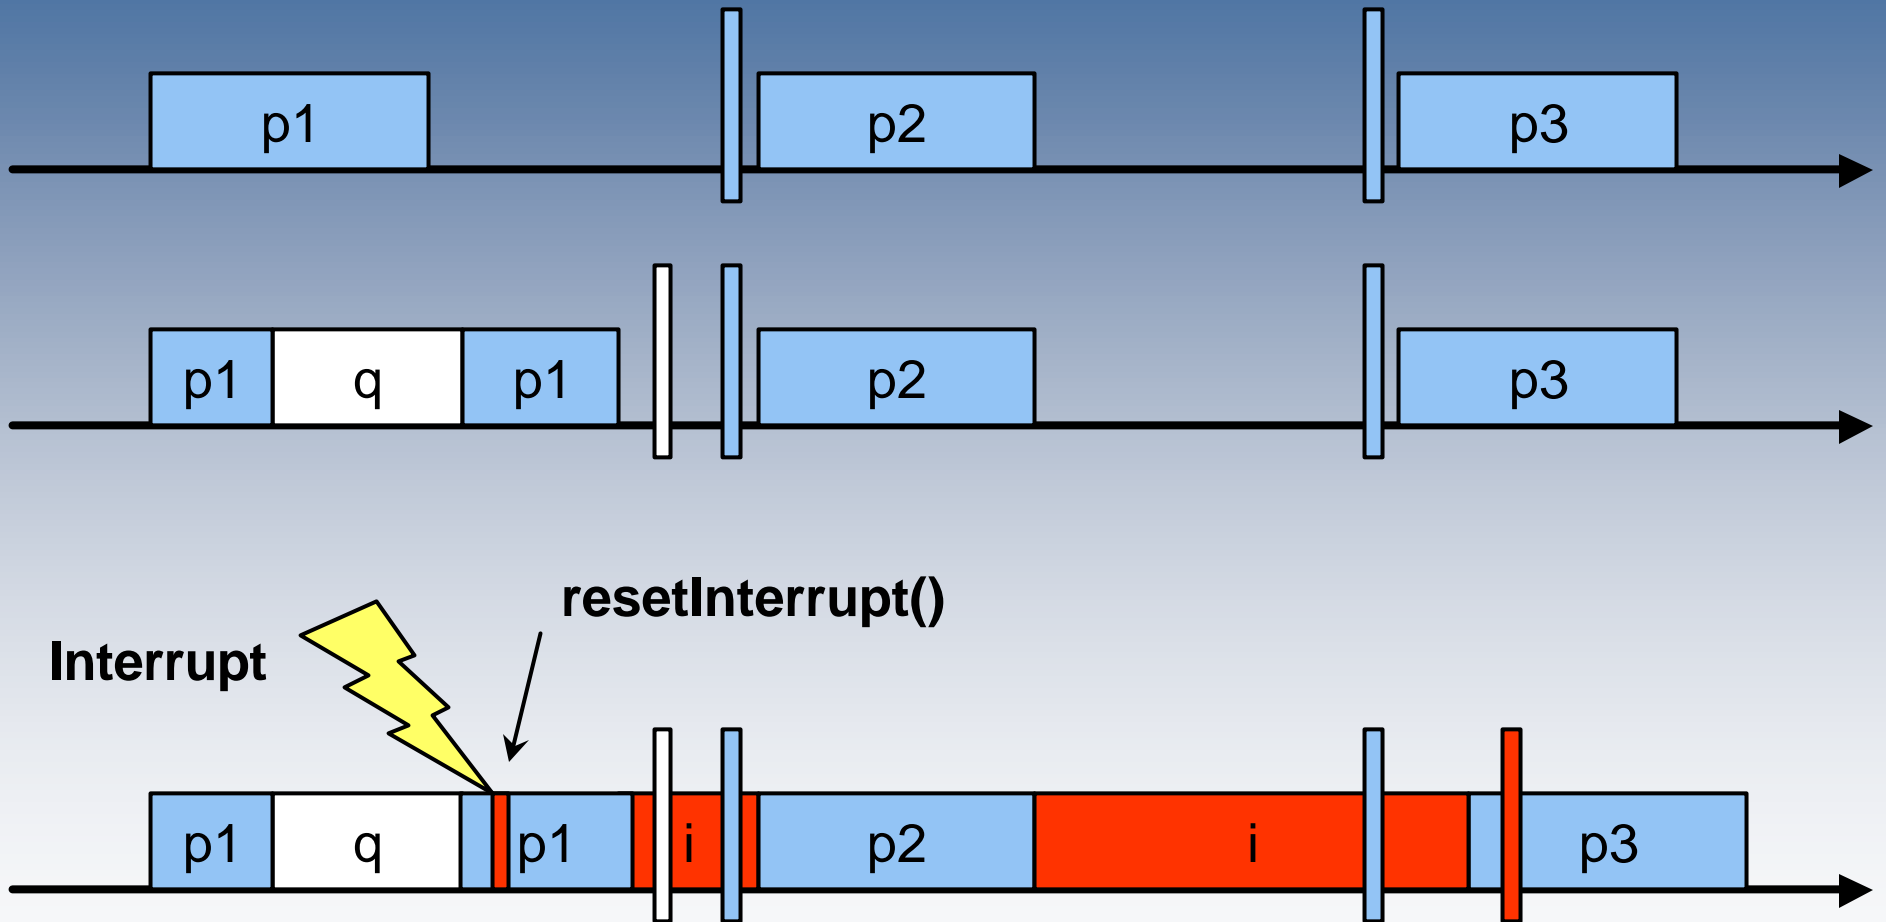 p1 p2 p3
p1 q p1 p2 p3
resetInterrupt()
Interrupt
p1 q p1 i p2 i p3